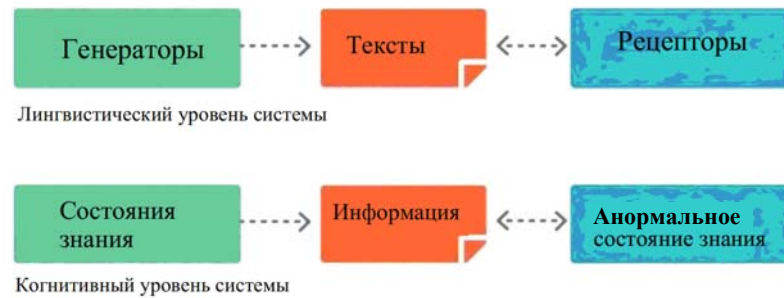 Генераторы
Тексты
Рецепторы
Лингвистический уровень системы
Состояния
знания
Информация
Анормальное
состояние знания
Когнитивный уровень системы